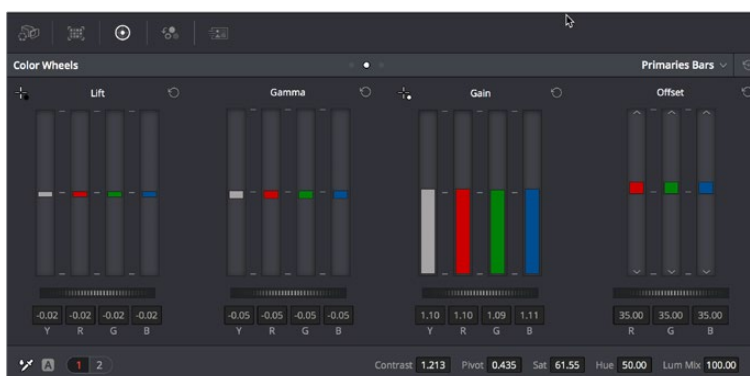 Color Wheels Primaries Bars
Lift Gamma Gain Offset
-0.02 -0.02 -0.02 -0.02 -0.05 -0.05 -0.05 -0.05 1.10 1.10 1.09 1.11 35.00 35.00 35.00
Y R G B Y R G B Y R G B R G B
A 1 2 Contrast 1.213 Pivot 0.435 Sat 61.55 Hue 50.00 Lum Mix 100.00